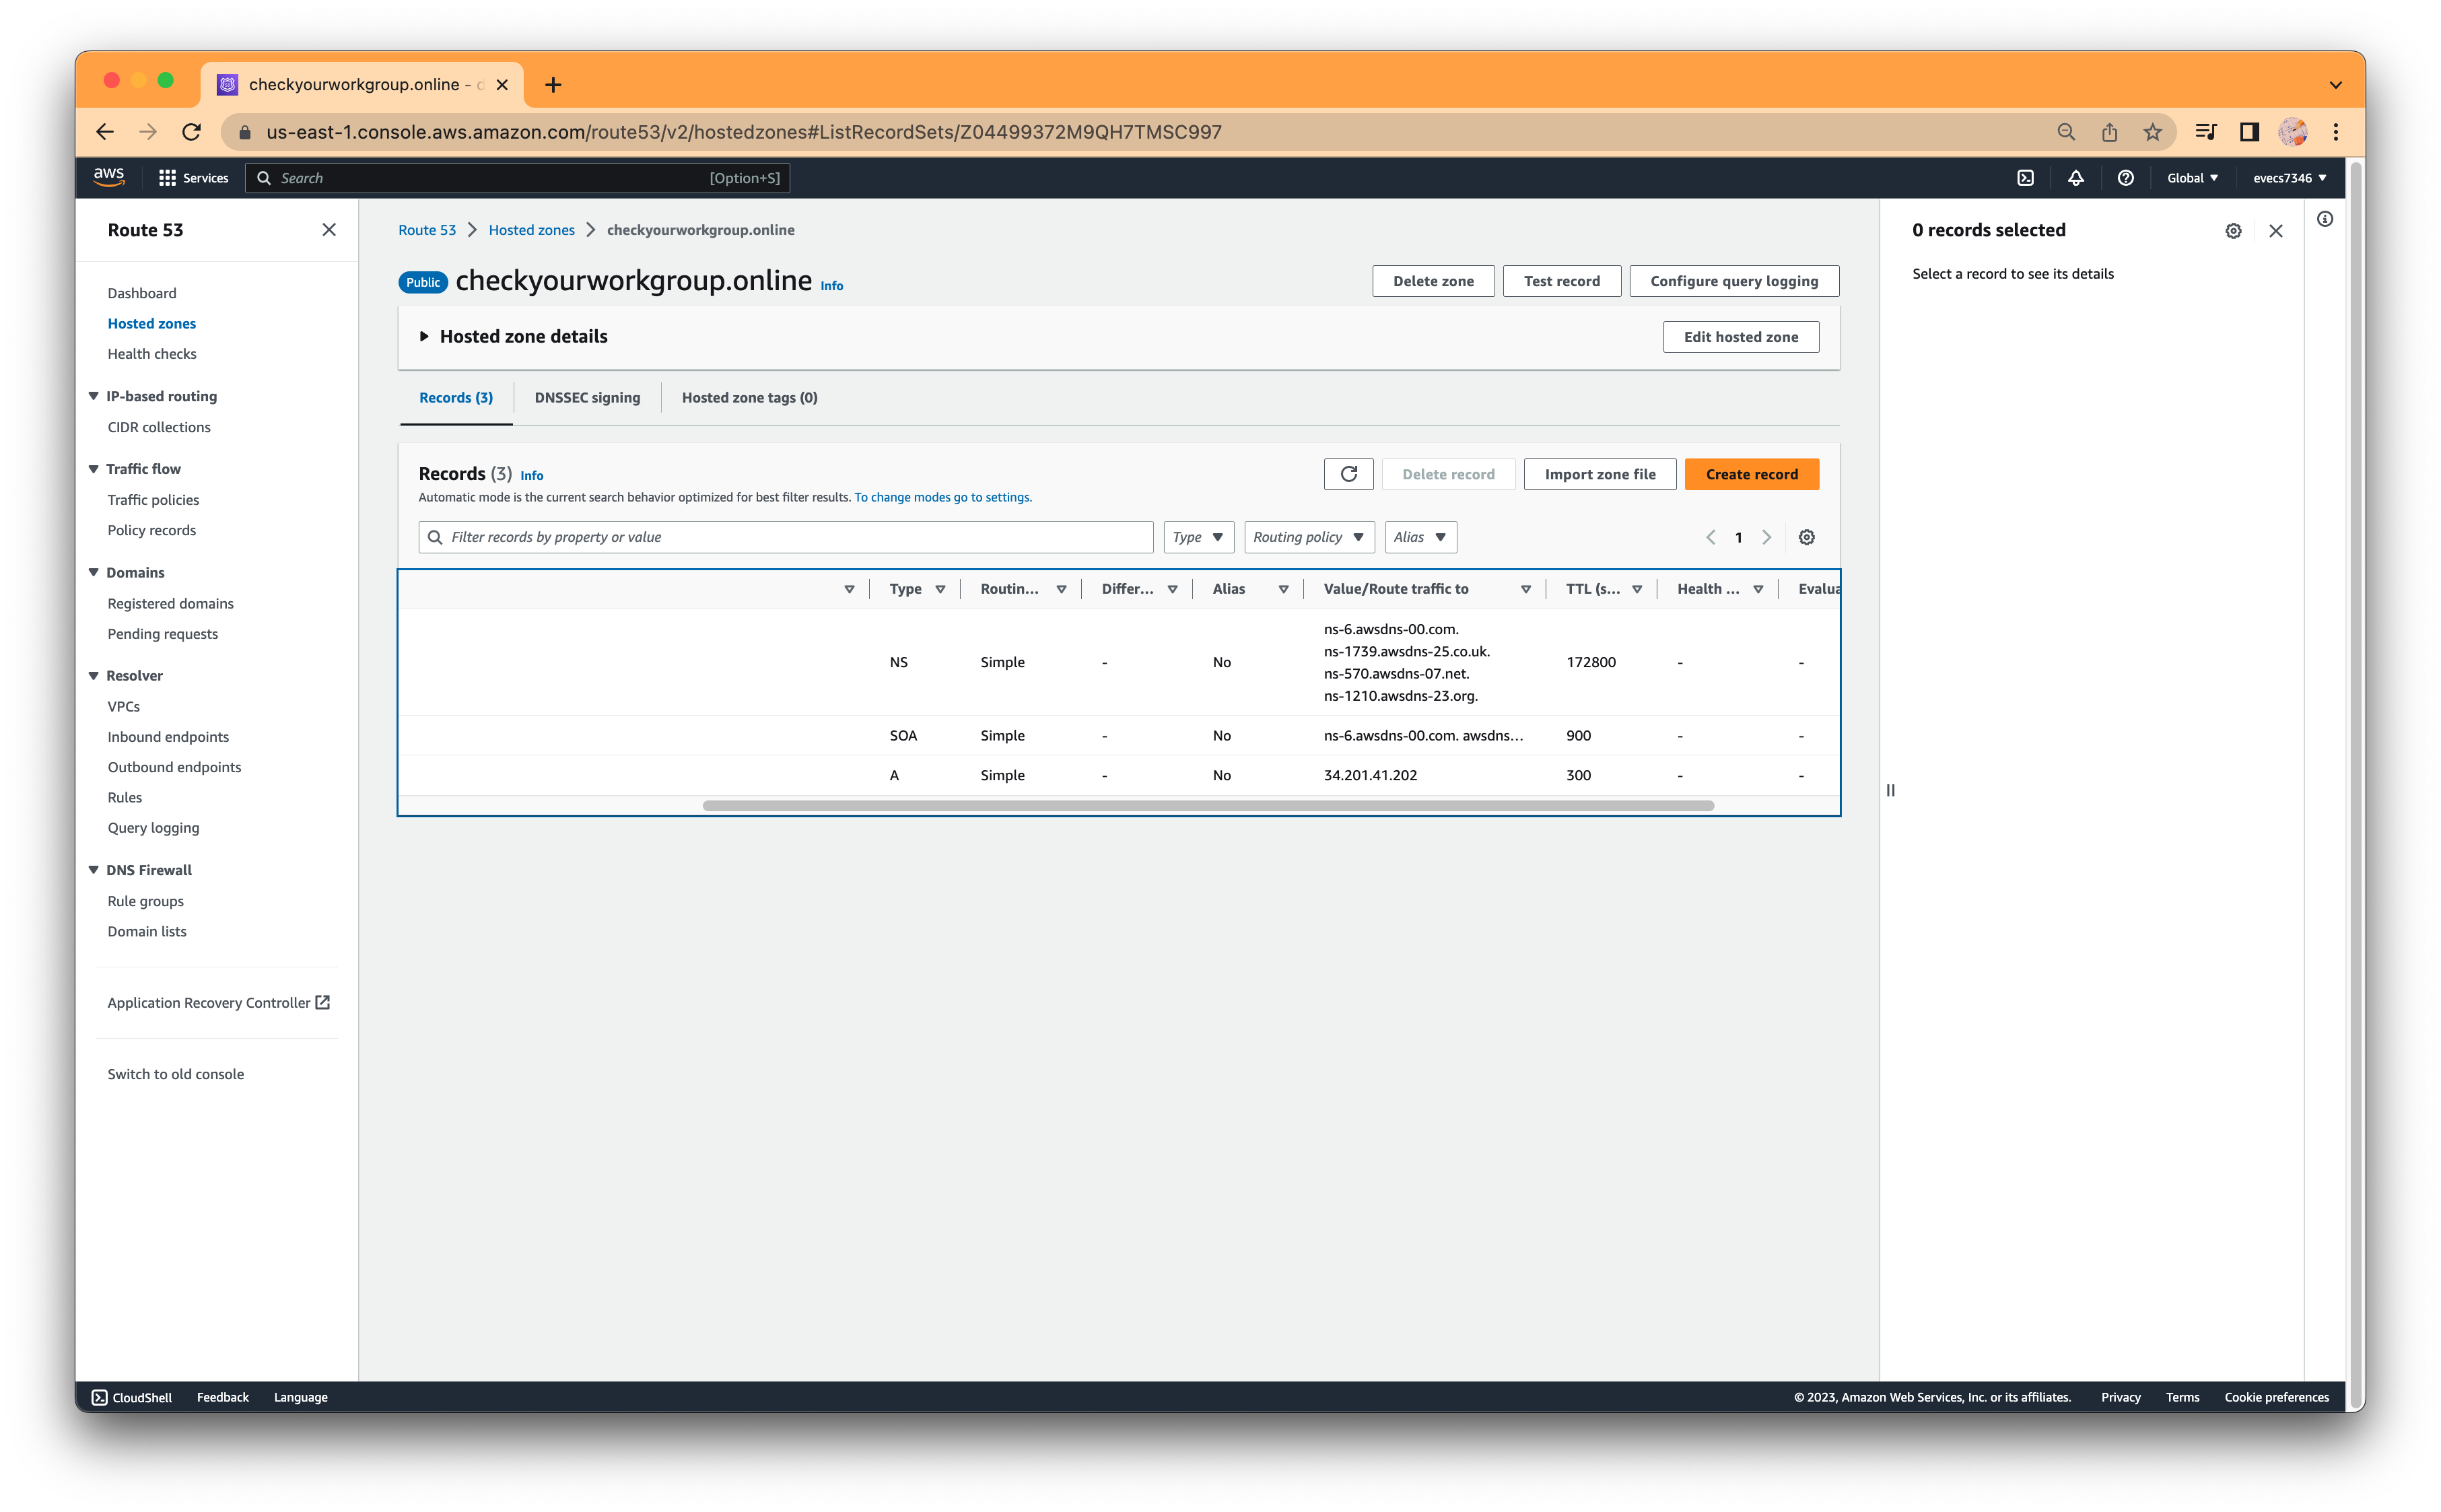 checkyourworkgroup.online - d
us-east-1.console.aws.amazon.com/route53/v2/hostedzones#ListRecordSets/Z04499372M9QH7TMSC997
aws
Services
Search
[Option+S]
Global
evecs7346
Route 53
Dashboard
Hosted zones
Health checks
IP-based routing
CIDR collections
Traffic flow
Traffic policies
Policy records
Domains
Registered domains
Pending requests
Resolver
VPCs
Inbound endpoints
Outbound endpoints
Rules
Query logging
DNS Firewall
Rule groups
Domain lists
Application Recovery Controller
Switch to old console
Route 53 > Hosted zones > checkyourworkgroup.online
Public checkyourworkgroup.online Info
Delete zone
Test record
Configure query logging
Hosted zone details
Edit hosted zone
Records (3)
DNSSEC signing
Hosted zone tags (0)
Records (3) Info
Automatic mode is the current search behavior optimized for best filter results. To change modes go to settings.
Delete record
Import zone file
Create record
Filter records by property or value
Type
Routing policy
Alias
1
Type Routin... Differ... Alias Value/Route traffic to TTL (s... Health ... Evalua
NS Simple - No
ns-6.awsdns-00.com.
ns-1739.awsdns-25.co.uk.
ns-570.awsdns-07.net.
ns-1210.awsdns-23.org.
172800 - -
SOA Simple - No ns-6.awsdns-00.com. awsdns... 900 - -
A Simple - No 34.201.41.202 300 - -
0 records selected
Select a record to see its details
CloudShell
Feedback
Language
© 2023, Amazon Web Services, Inc. or its affiliates.
Privacy
Terms
Cookie preferences